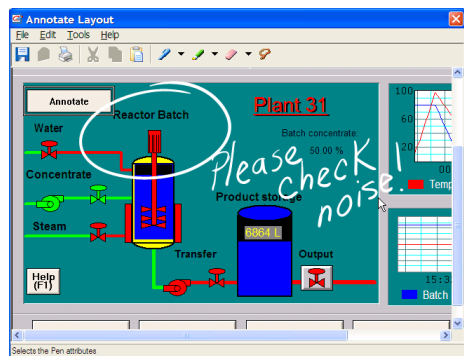 Annotate Layout
File Edit Tools Help
Annotate
Reactor Batch
Plant 31
Water
Batch concentrate:
50.00 %
Please
check
noise!
Concentrate
Product storage
Steam
6864 L
Transfer
Output
Help
(F1)
100
60
20
00
Temp
15:3
Batch
Selects the Pen attributes